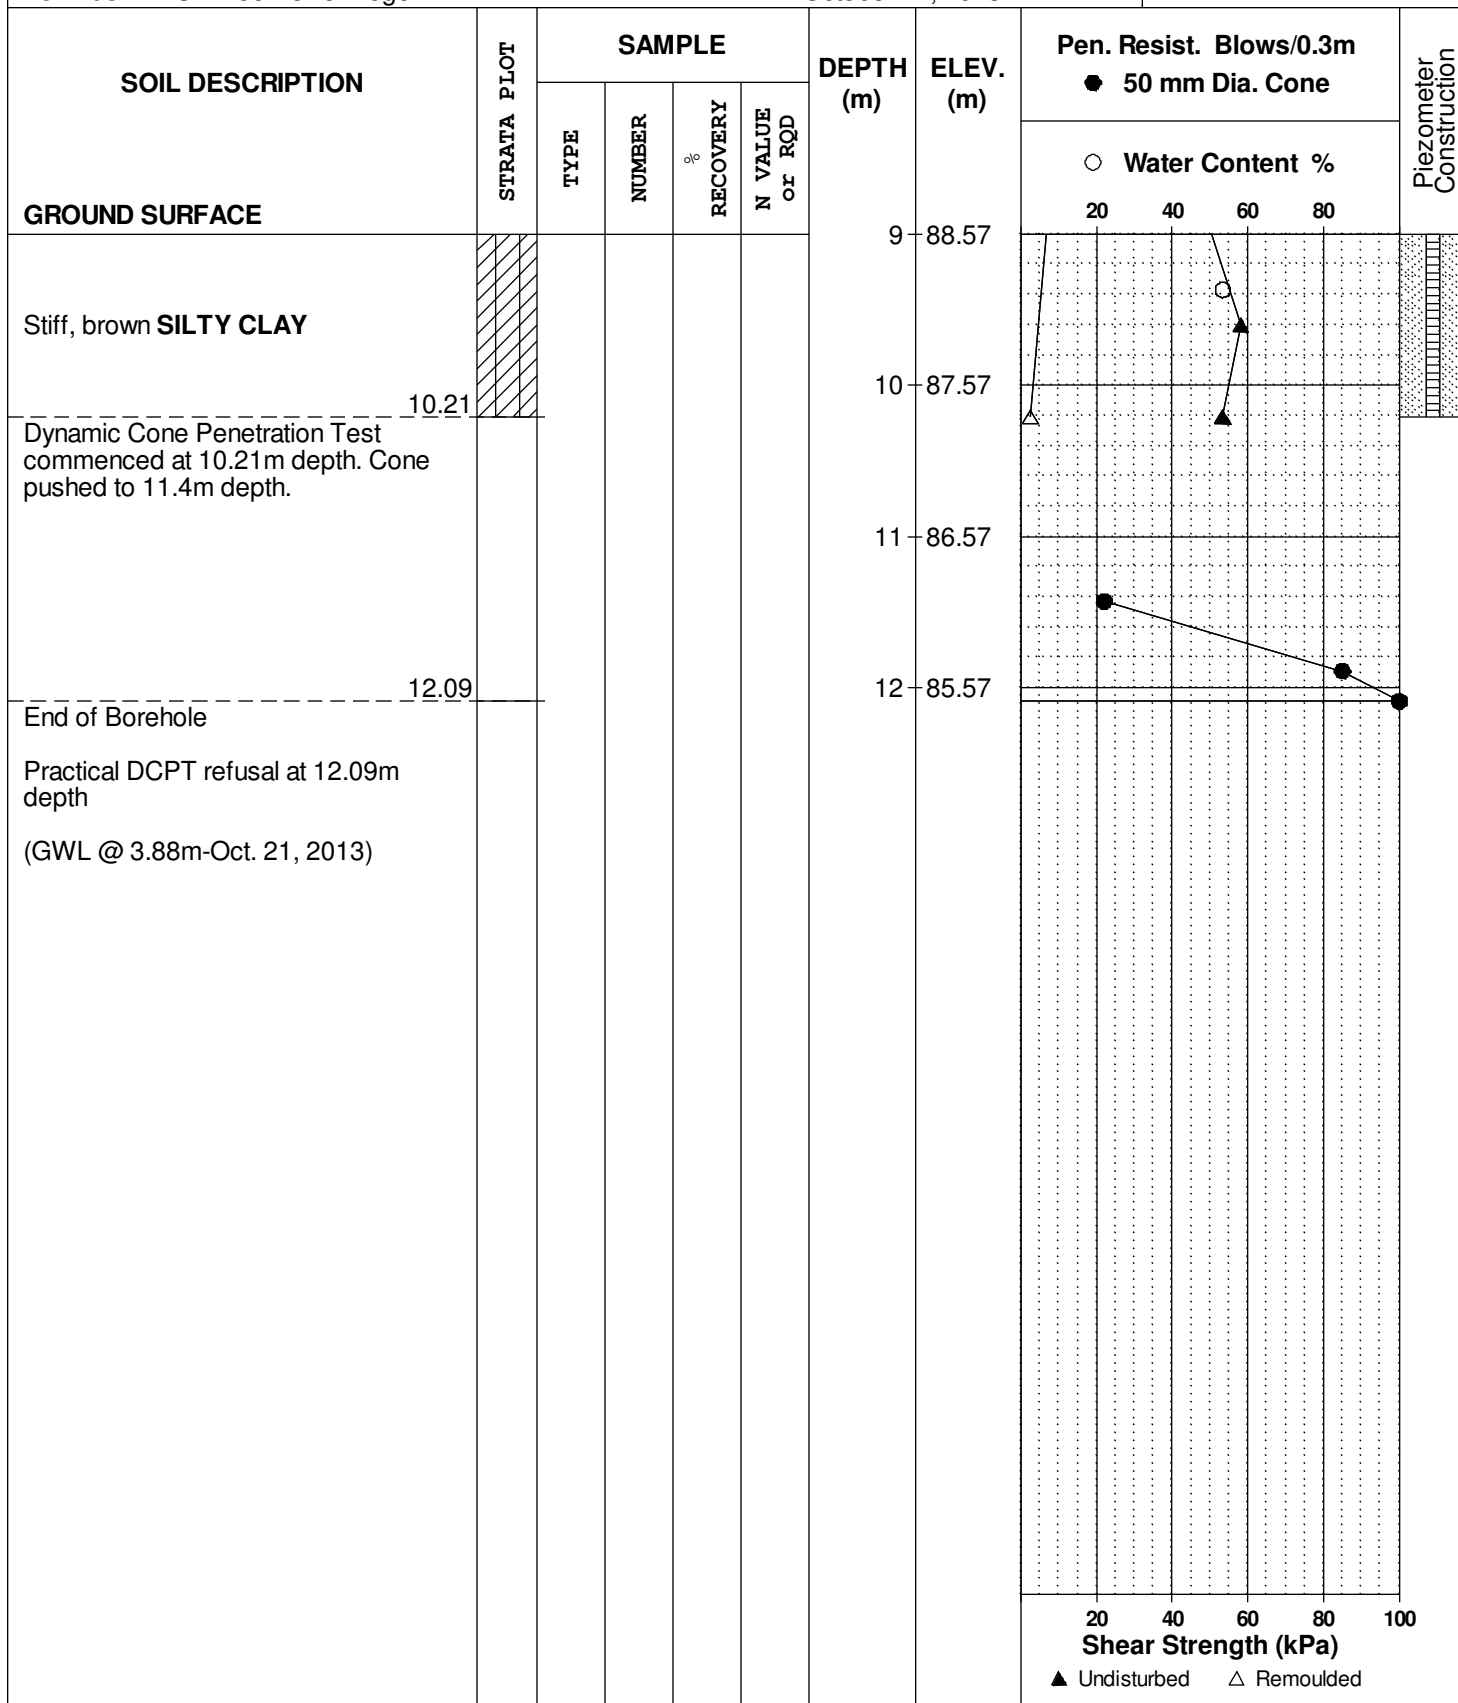 SOIL DESCRIPTION
GROUND SURFACE
STRATA PLOT
SAMPLE
TYPE
NUMBER
%
RECOVERY
N VALUE
or RQD
DEPTH
(m)
ELEV.
(m)
Pen. Resist. Blows/0.3m
● 50 mm Dia. Cone
○ Water Content %
20 40 60 80
Piezometer
Construction
9 88.57
Stiff, brown SILTY CLAY
10 87.57
10.21
Dynamic Cone Penetration Test
commenced at 10.21m depth. Cone
pushed to 11.4m depth.
11 86.57
12 85.57
12.09
End of Borehole
Practical DCPT refusal at 12.09m
depth
(GWL @ 3.88m-Oct. 21, 2013)
20 40 60 80 100
Shear Strength (kPa)
▲ Undisturbed △ Remoulded